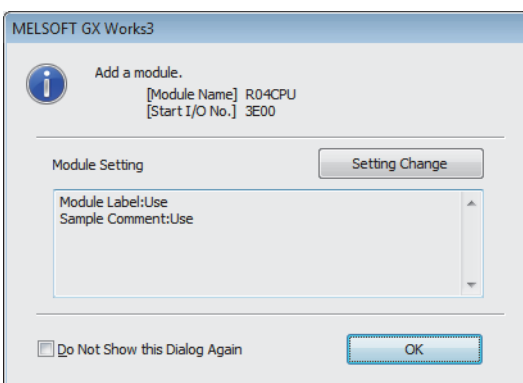 MELSOFT GX Works3
Add a module.
[Module Name] R04CPU
[Start I/O No.] 3E00
Module Setting
Setting Change
Module Label:Use
Sample Comment:Use
Do Not Show this Dialog Again
OK